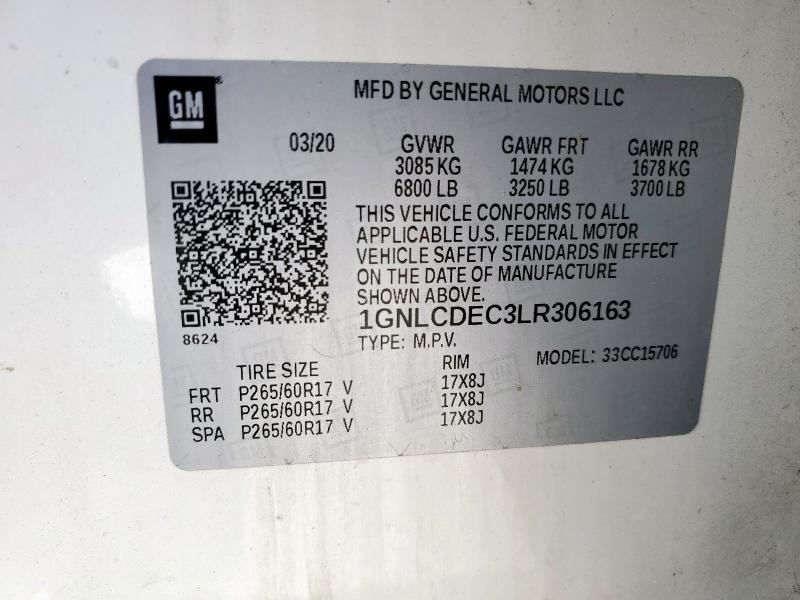 GM
MFD BY GENERAL MOTORS LLC
03/20 GVWR GAWR FRT GAWR RR
3085 KG 1474 KG 1678 KG
6800 LB 3250 LB 3700 LB
THIS VEHICLE CONFORMS TO ALL
APPLICABLE U.S. FEDERAL MOTOR
VEHICLE SAFETY STANDARDS IN EFFECT
ON THE DATE OF MANUFACTURE
SHOWN ABOVE.
1GNLCDEC3LR306163
8624
TYPE: M.P.V. MODEL: 33CC15706
TIRE SIZE RIM
FRT P265/60R17 V 17X8J
RR P265/60R17 V 17X8J
SPA P265/60R17 V 17X8J